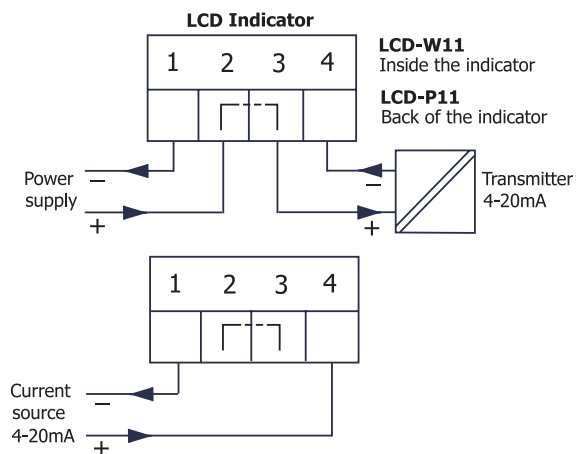 LCD Indicator
1 2 3 4
LCD-W11
Inside the indicator
LCD-P11
Back of the indicator
Power
supply
−
+
−
+
Transmitter
4-20mA
1 2 3 4
Current
source
4-20mA
−
+